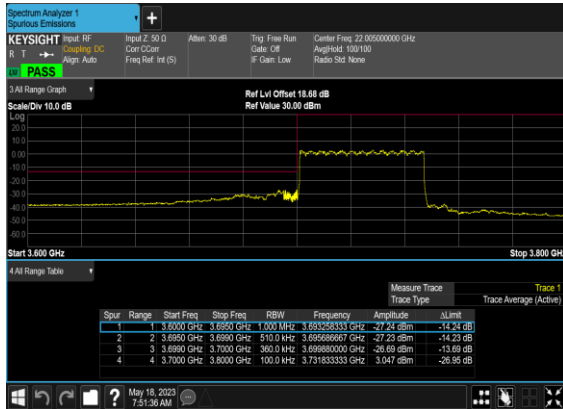 Spectrum Analyzer 1
Spurious Emissions
+
KEYSIGHT Input: RF
R T Coupling: DC
Align: Auto
LU PASS
Input Z: 50 Ω
Corr CCorr
Freq Ref: Int (S)
Atten: 30 dB
Trig: Free Run
Gate: Off
IF Gain: Low
Center Freq: 22.005000000 GHz
Avg|Hold: 100/100
Radio Std: None
3 All Range Graph
Scale/Div 10.0 dB
Ref Lvl Offset 18.68 dB
Ref Value 30.00 dBm
Log
20.0
10.0
0.00
-10.0
-20.0
-30.0
-40.0
-50.0
-60.0
Start 3.600 GHz
Stop 3.800 GHz
4 All Range Table
Measure Trace Trace 1
Trace Type Trace Average (Active)
Spur Range Start Freq Stop Freq RBW Frequency Amplitude ΔLimit
1 1 3.6000 GHz 3.6950 GHz 1.000 MHz 3.693258333 GHz -27.24 dBm -14.24 dB
2 2 3.6950 GHz 3.6990 GHz 510.0 kHz 3.695686667 GHz -27.23 dBm -14.23 dB
3 3 3.6990 GHz 3.7000 GHz 360.0 kHz 3.699880000 GHz -26.69 dBm -13.69 dB
4 4 3.7000 GHz 3.8000 GHz 100.0 kHz 3.731833333 GHz 3.047 dBm -26.95 dB
?
May 18, 2023
7:51:36 AM